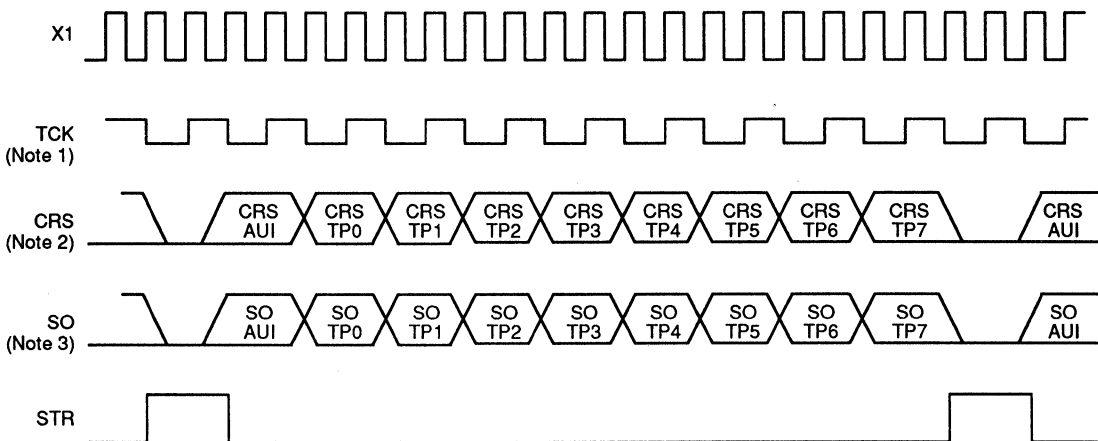 X1
TCK
(Note 1)
CRS
(Note 2)
CRS CRS CRS CRS CRS CRS CRS CRS CRS CRS
AUI TP0 TP1 TP2 TP3 TP4 TP5 TP6 TP7 AUI
SO
(Note 3)
SO SO SO SO SO SO SO SO SO SO
AUI TP0 TP1 TP2 TP3 TP4 TP5 TP6 TP7 AUI
STR